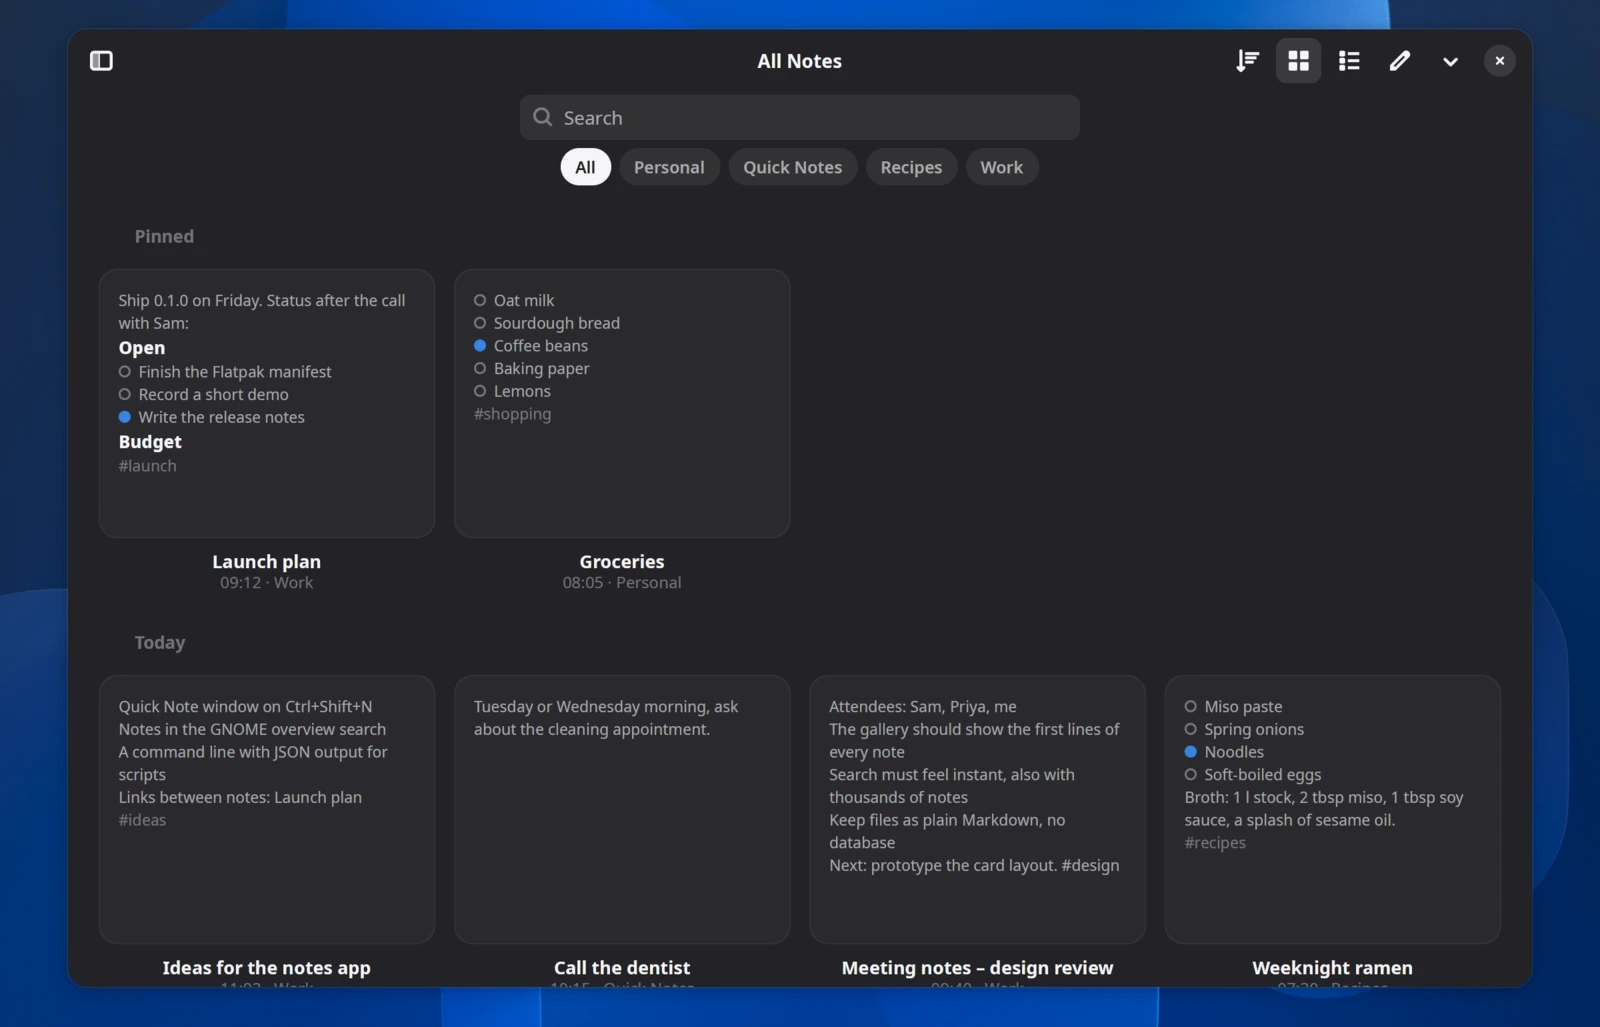 All Notes
Search
All
Personal
Quick Notes
Recipes
Work
Pinned
Ship 0.1.0 on Friday. Status after the call
with Sam:
Open
Finish the Flatpak manifest
Record a short demo
Write the release notes
Budget
#launch
Launch plan
09:12 · Work
Oat milk
Sourdough bread
Coffee beans
Baking paper
Lemons
#shopping
Groceries
08:05 · Personal
Today
Quick Note window on Ctrl+Shift+N
Notes in the GNOME overview search
A command line with JSON output for
scripts
Links between notes: Launch plan
#ideas
Ideas for the notes app
Tuesday or Wednesday morning, ask
about the cleaning appointment.
Call the dentist
Attendees: Sam, Priya, me
The gallery should show the first lines of
every note
Search must feel instant, also with
thousands of notes
Keep files as plain Markdown, no
database
Next: prototype the card layout. #design
Meeting notes – design review
Miso paste
Spring onions
Noodles
Soft-boiled eggs
Broth: 1 l stock, 2 tbsp miso, 1 tbsp soy
sauce, a splash of sesame oil.
#recipes
Weeknight ramen